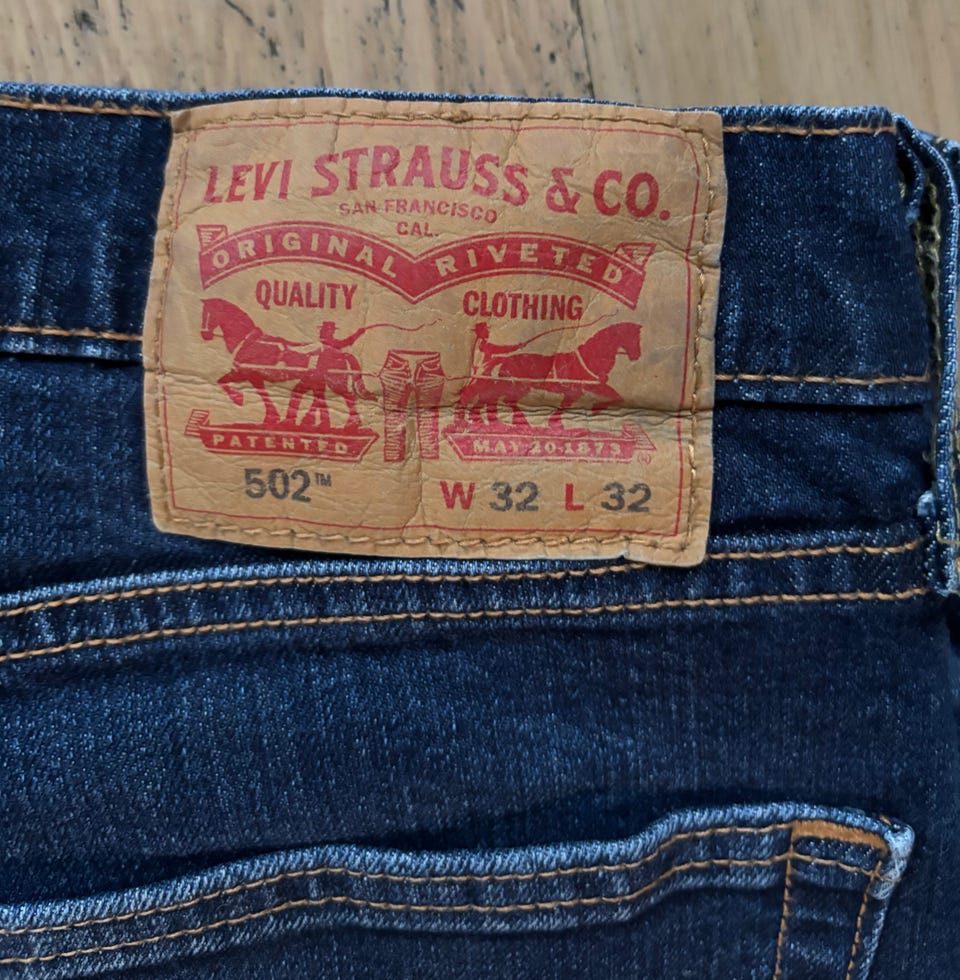 LEVI STRAUSS & CO.
SAN FRANCISCO
CAL.
ORIGINAL RIVETED
QUALITY CLOTHING
PATENTED MAY 20 1873
502™ W 32 L 32